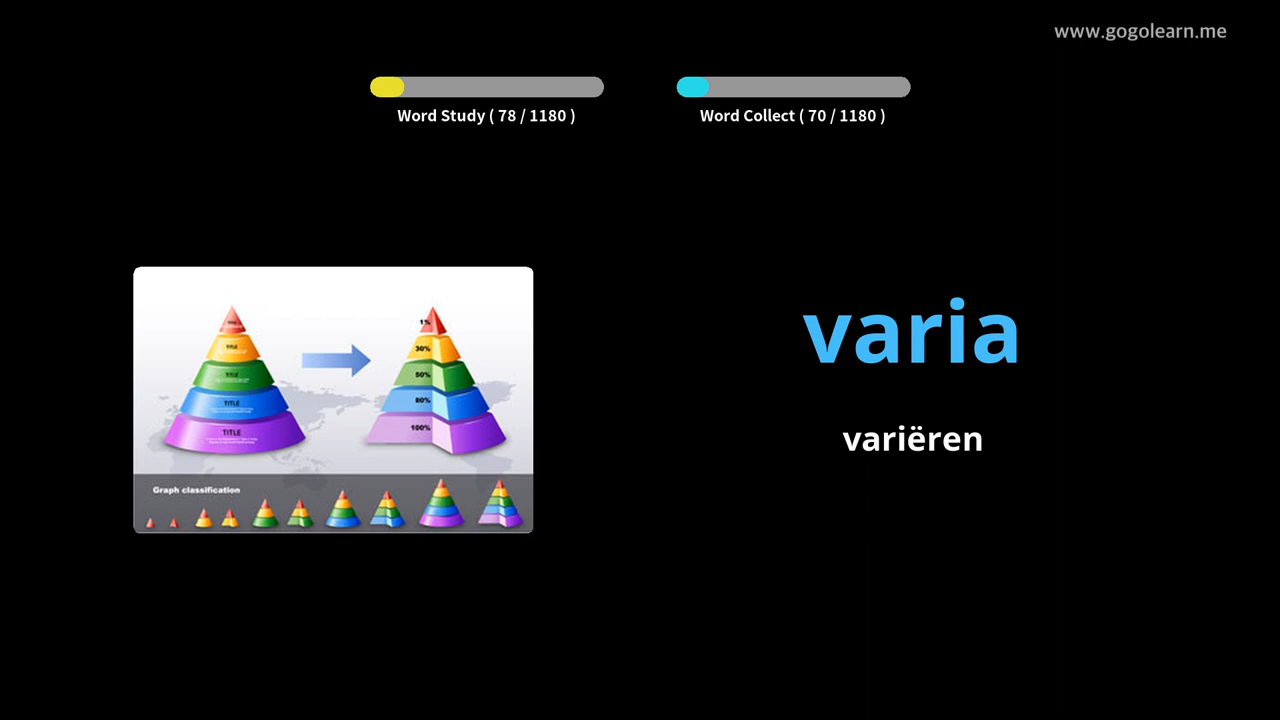 www.gogolearn.me
Word Study ( 78 / 1180 )
Word Collect ( 70 / 1180 )
varia
variëren
TITLE
TITLE
TITLE
TITLE
1%
30%
50%
80%
100%
Graph classification